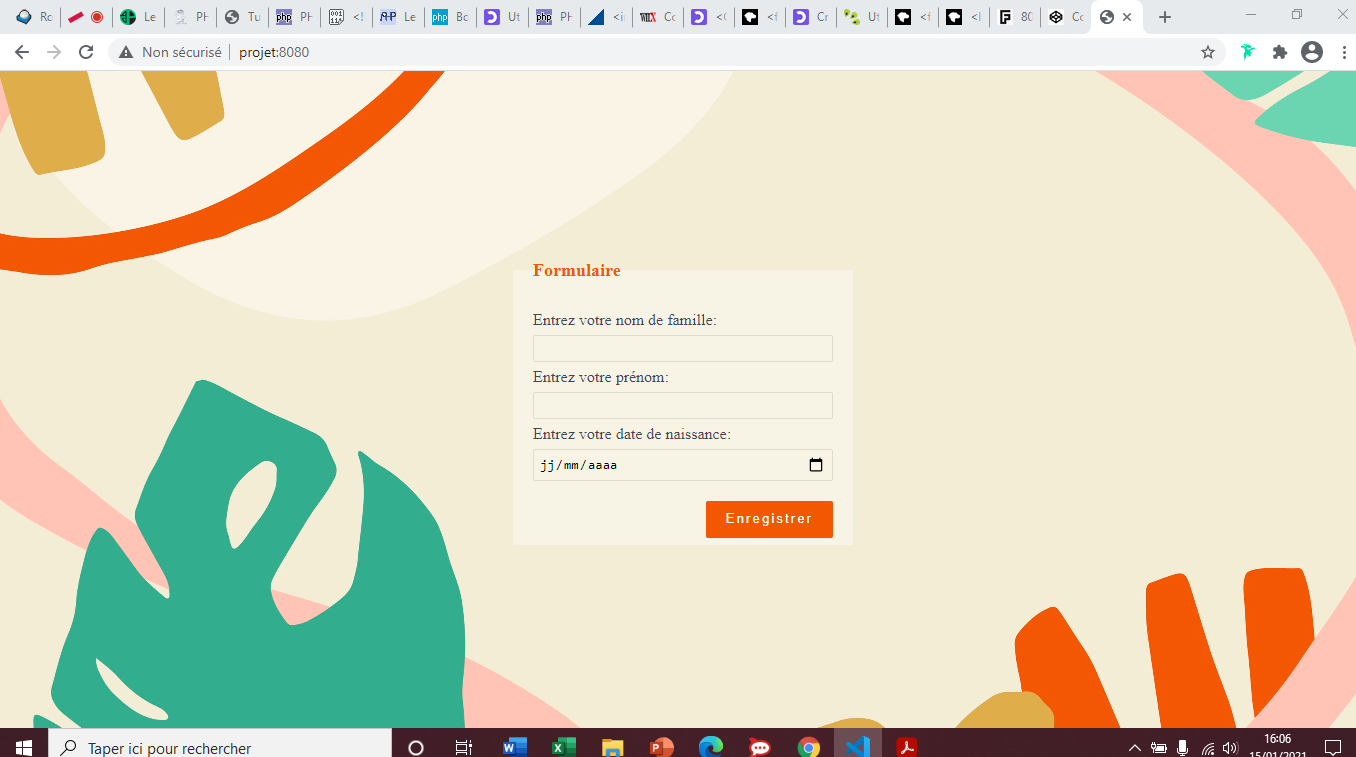 Rc
Le
PH
Tu
PH
<!
Le
Bc
Ut
PH
<i
Cc
<(
<f
Cr
Ut
<f
<l
80
Cc
Non sécurisé
projet:8080
Formulaire
Entrez votre nom de famille:
Entrez votre prénom:
Entrez votre date de naissance:
jj/mm/aaaa
Enregistrer
Taper ici pour rechercher
16:06
15/01/2021